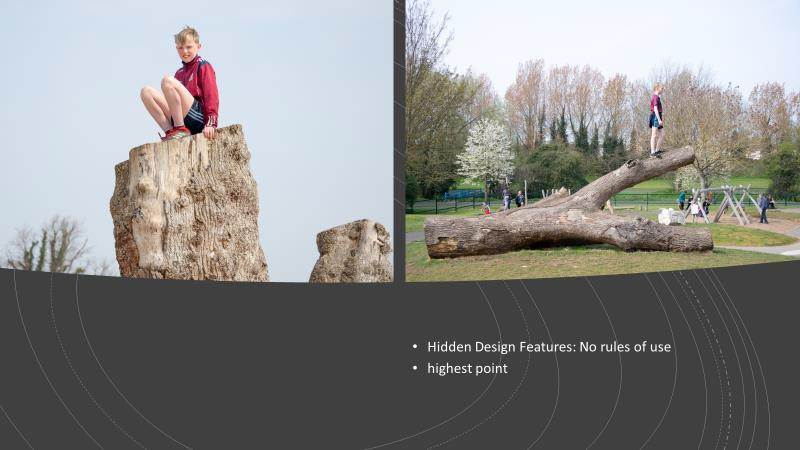 • Hidden Design Features: No rules of use
• highest point